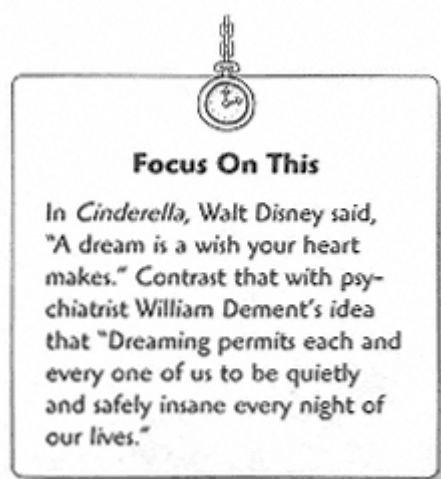 Focus On This
In Cinderella, Walt Disney said,
"A dream is a wish your heart
makes." Contrast that with psy-
chiatrist William Dement's idea
that "Dreaming permits each and
every one of us to be quietly
and safely insane every night of
our lives."